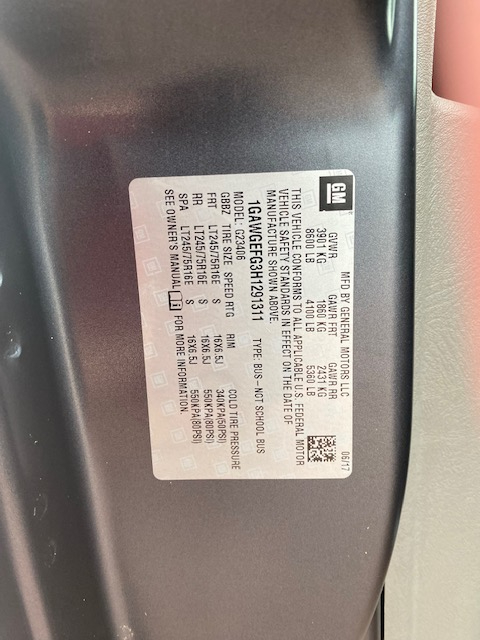 GM
MFD BY GENERAL MOTORS LLC 06/17
GVWR GAWR FRT GAWR RR
3901 KG 1860 KG 2431 KG
8600 LB 4100 LB 5360 LB
THIS VEHICLE CONFORMS TO ALL APPLICABLE U.S. FEDERAL MOTOR
VEHICLE SAFETY STANDARDS IN EFFECT ON THE DATE OF
MANUFACTURE SHOWN ABOVE.
1GAWGEFG3H1291311 TYPE: BUS–NOT SCHOOL BUS
MODEL: G23406
GBBZ TIRE SIZE SPEED RTG RIM COLD TIRE PRESSURE
FRT LT245/75R16E S 16X6.5J 340KPA(50PSI)
RR LT245/75R16E S 16X6.5J 550KPA(80PSI)
SPA LT245/75R16E S 16X6.5J 550KPA(80PSI)
SEE OWNER'S MANUAL FOR MORE INFORMATION.